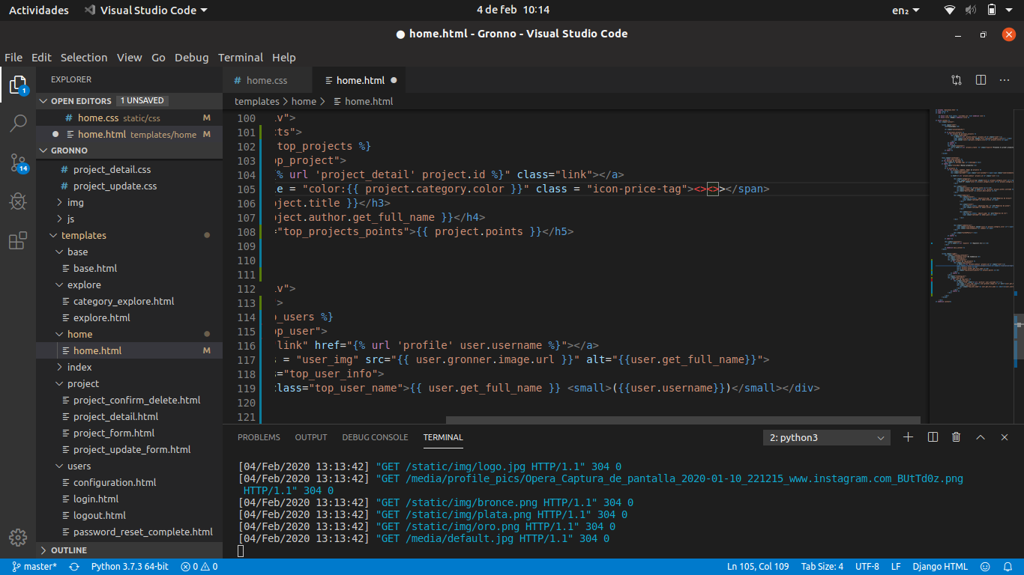 Actividades
Visual Studio Code
4 de feb 10:14
en₂
home.html - Gronno - Visual Studio Code
File Edit Selection View Go Debug Terminal Help
EXPLORER
OPEN EDITORS 1 UNSAVED
# home.css static/css M
home.html templates/home M
GRONNO
# project_detail.css
# project_update.css
img
js
templates
base
base.html
explore
category_explore.html
explore.html
home
home.html M
index
project
project_confirm_delete.html
project_detail.html
project_form.html
project_update_form.html
users
configuration.html
login.html
logout.html
password_reset_complete.html
OUTLINE
1
14
# home.css
home.html
templates > home > home.html
100 .v">
101 ts">
102 top_projects %}
103 op_project">
104 {% url 'project_detail' project.id %}" class="link"></a>
105 le = "color:{{ project.category.color }}" class = "icon-price-tag"><><>></span>
106 oject.title }}</h3>
107 oject.author.get_full_name }}</h4>
108 ="top_projects_points">{{ project.points }}</h5>
109
110
111
112 .v">
113 >
114 p_users %}
115 op_user">
116 link" href="{% url 'profile' user.username %}"></a>
117 s = "user_img" src="{{ user.gronner.image.url }}" alt="{{user.get_full_name}}">
118 ="top_user_info">
119 class="top_user_name">{{ user.get_full_name }} <small>({{user.username}})</small></div>
120
121
PROBLEMS OUTPUT DEBUG CONSOLE TERMINAL
2: python3
[04/Feb/2020 13:13:42] "GET /static/img/logo.jpg HTTP/1.1" 304 0
[04/Feb/2020 13:13:42] "GET /media/profile_pics/Opera_Captura_de_pantalla_2020-01-10_221215_www.instagram.com_BUtTd0z.png
HTTP/1.1" 304 0
[04/Feb/2020 13:13:42] "GET /static/img/bronce.png HTTP/1.1" 304 0
[04/Feb/2020 13:13:42] "GET /static/img/plata.png HTTP/1.1" 304 0
[04/Feb/2020 13:13:42] "GET /static/img/oro.png HTTP/1.1" 304 0
[04/Feb/2020 13:13:42] "GET /media/default.jpg HTTP/1.1" 304 0
master* Python 3.7.3 64-bit 0 0 Ln 105, Col 109 Tab Size: 4 UTF-8 LF Django HTML